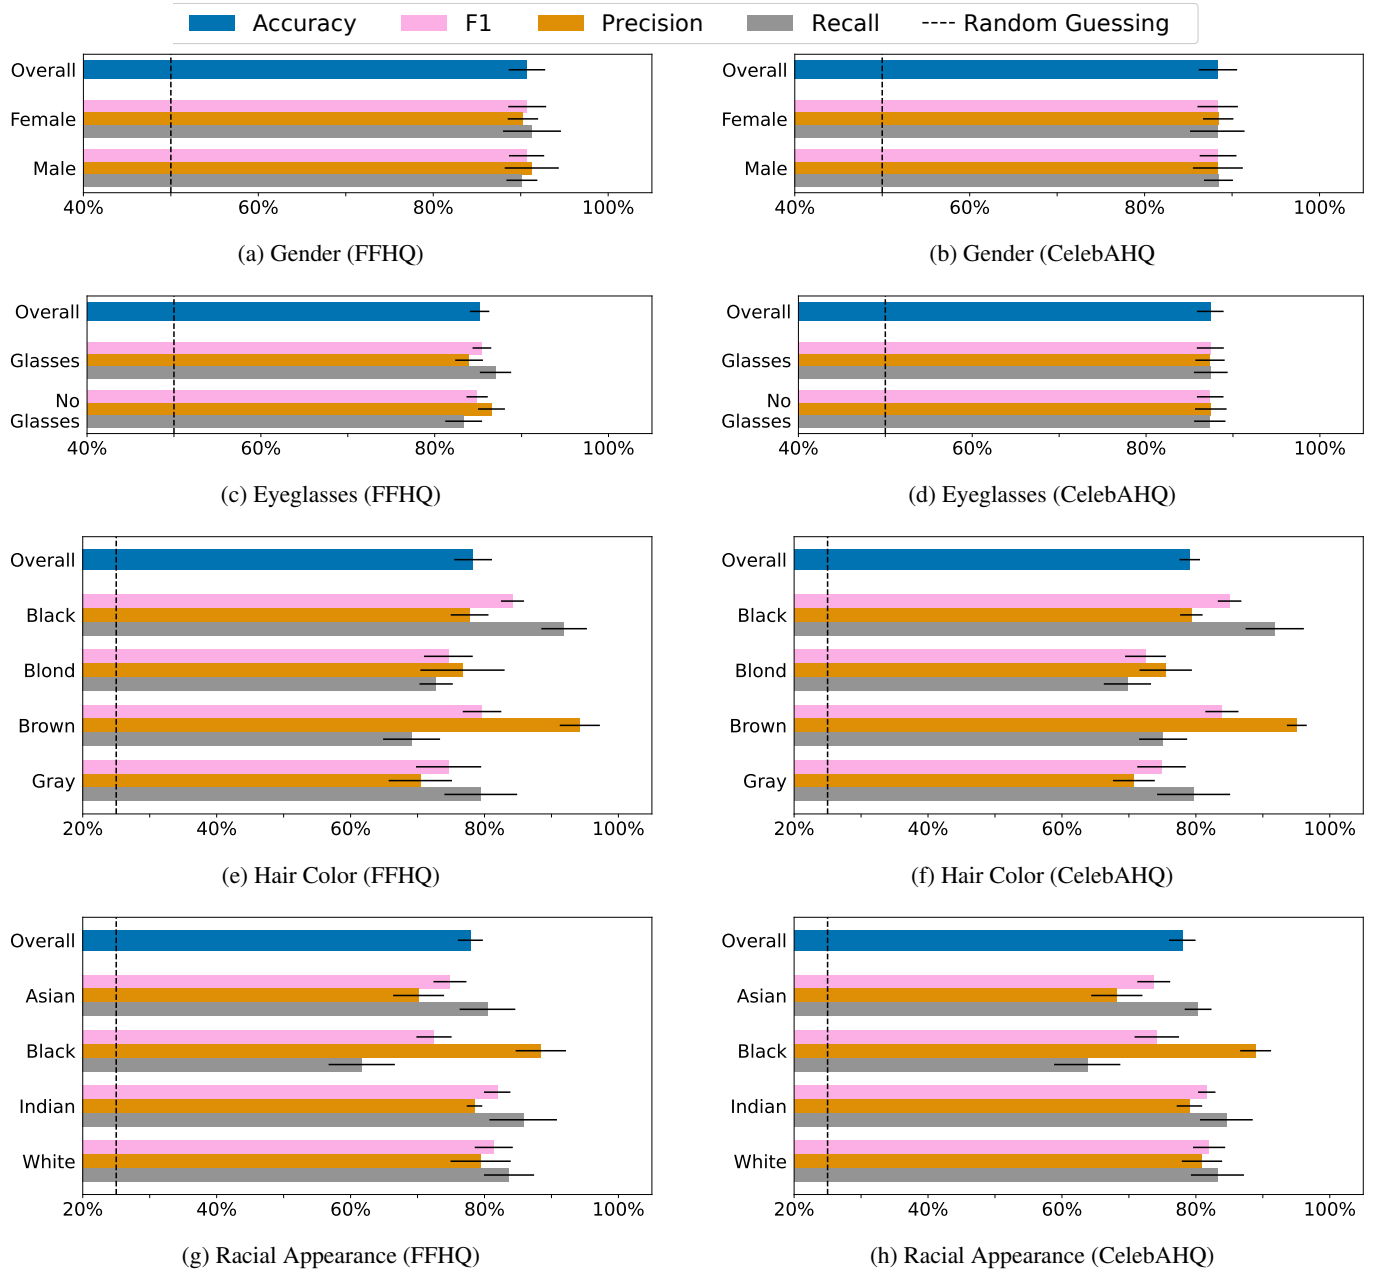 Accuracy F1 Precision Recall Random Guessing
Overall
Female
Male
40% 60% 80% 100%
(a) Gender (FFHQ)
Overall
Female
Male
40% 60% 80% 100%
(b) Gender (CelebAHQ
Overall
Glasses
No
Glasses
40% 60% 80% 100%
(c) Eyeglasses (FFHQ)
Overall
Glasses
No
Glasses
40% 60% 80% 100%
(d) Eyeglasses (CelebAHQ)
Overall
Black
Blond
Brown
Gray
20% 40% 60% 80% 100%
(e) Hair Color (FFHQ)
Overall
Black
Blond
Brown
Gray
20% 40% 60% 80% 100%
(f) Hair Color (CelebAHQ)
Overall
Asian
Black
Indian
White
20% 40% 60% 80% 100%
(g) Racial Appearance (FFHQ)
Overall
Asian
Black
Indian
White
20% 40% 60% 80% 100%
(h) Racial Appearance (CelebAHQ)